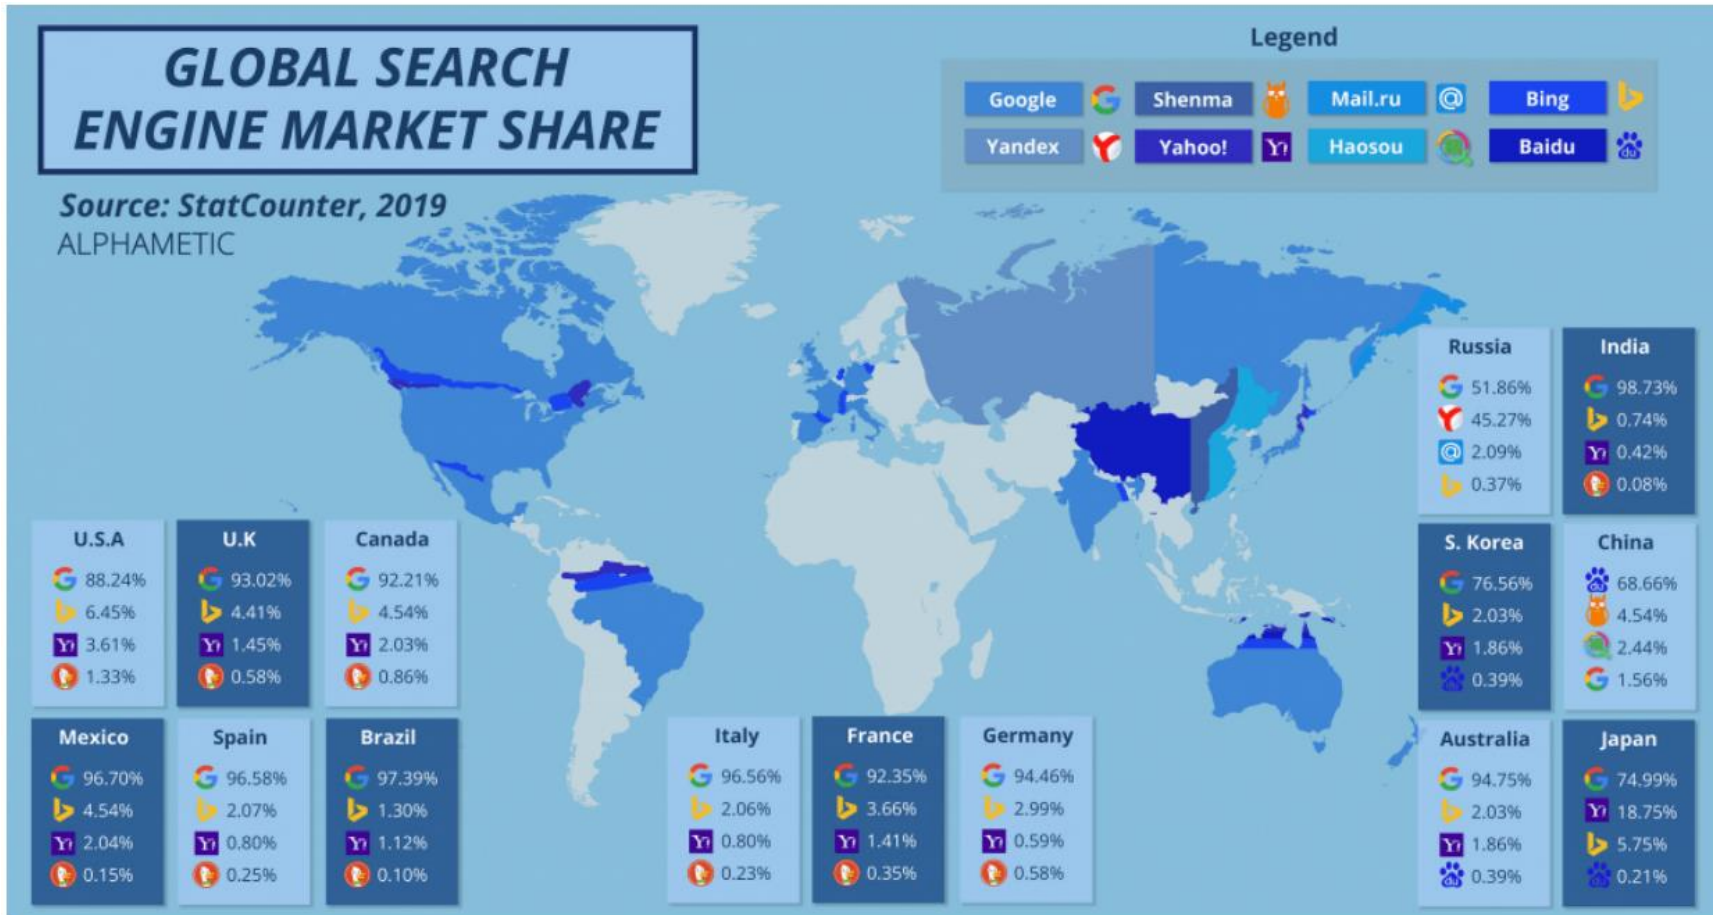 GLOBAL SEARCH
ENGINE MARKET SHARE
Source: StatCounter, 2019
ALPHAMETIC
Legend
Google
Shenma
Mail.ru
Bing
Yandex
Yahoo!
Haosou
Baidu
Russia
51.86%
45.27%
2.09%
0.37%
India
98.73%
0.74%
0.42%
0.08%
U.S.A
88.24%
6.45%
3.61%
1.33%
U.K
93.02%
4.41%
1.45%
0.58%
Canada
92.21%
4.54%
2.03%
0.86%
S. Korea
76.56%
2.03%
1.86%
0.39%
China
68.66%
4.54%
2.44%
1.56%
Mexico
96.70%
4.54%
2.04%
0.15%
Spain
96.58%
2.07%
0.80%
0.25%
Brazil
97.39%
1.30%
1.12%
0.10%
Italy
96.56%
2.06%
0.80%
0.23%
France
92.35%
3.66%
1.41%
0.35%
Germany
94.46%
2.99%
0.59%
0.58%
Australia
94.75%
2.03%
1.86%
0.39%
Japan
74.99%
18.75%
5.75%
0.21%